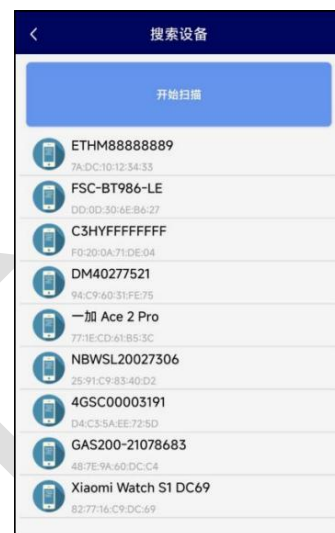 搜索设备
开始扫描
ETHM88888889
7A:DC:10:12:34:33
FSC-BT986-LE
DD:0D:30:6E:B6:27
C3HYFFFFFFFF
F0:20:0A:71:DE:04
DM40277521
94:C9:60:31:FE:75
一加 Ace 2 Pro
77:1E:CD:61:B5:3C
NBWSL20027306
25:91:C9:83:40:D2
4GSC00003191
D4:C3:5A:EE:72:5D
GAS200-21078683
48:7E:9A:60:DC:C4
Xiaomi Watch S1 DC69
82:77:16:C9:DC:69